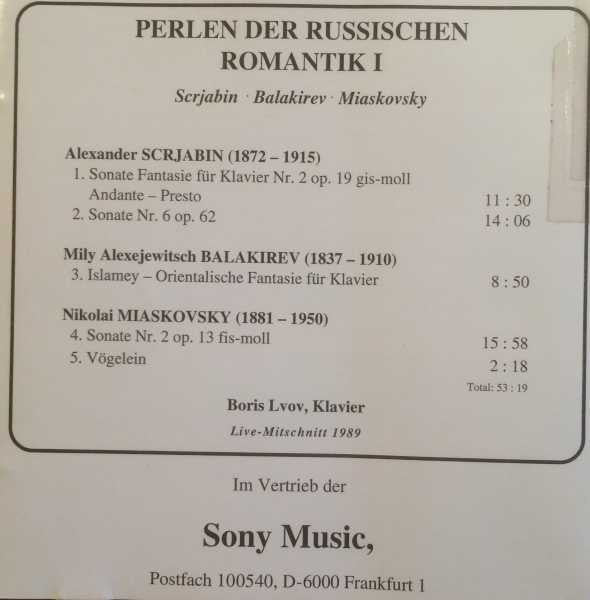 PERLEN DER RUSSISCHEN
ROMANTIK I
Scrjabin · Balakirev · Miaskovsky
Alexander SCRJABIN (1872 – 1915)
1. Sonate Fantasie für Klavier Nr. 2 op. 19 gis-moll
Andante – Presto 11 : 30
2. Sonate Nr. 6 op. 62 14 : 06
Mily Alexejewitsch BALAKIREV (1837 – 1910)
3. Islamey – Orientalische Fantasie für Klavier 8 : 50
Nikolai MIASKOVSKY (1881 – 1950)
4. Sonate Nr. 2 op. 13 fis-moll 15 : 58
5. Vögelein 2 : 18
Total: 53 : 19
Boris Lvov, Klavier
Live-Mitschnitt 1989
Im Vertrieb der
Sony Music,
Postfach 100540, D-6000 Frankfurt 1